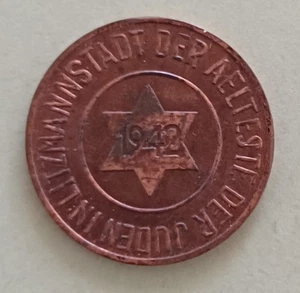 DER AELTESTE DER JUDEN IN LITZMANNSTADT
1942